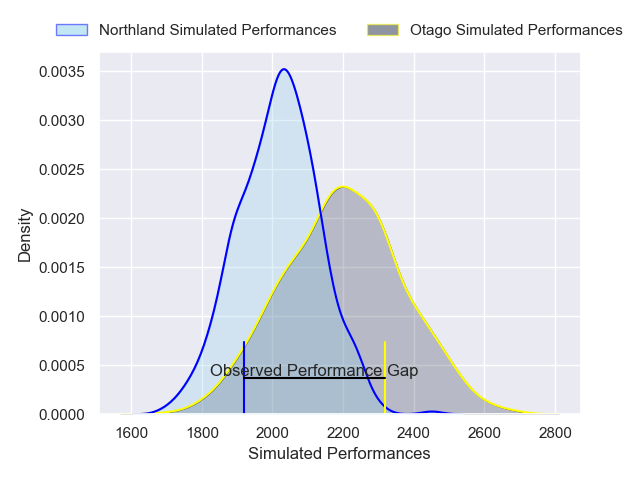 Northland Simulated Performances
Otago Simulated Performances
0.0035
0.0030
0.0025
0.0020
0.0015
0.0010
0.0005
0.0000
Density
Observed Performance Gap
1600 1800 2000 2200 2400 2600 2800
Simulated Performances